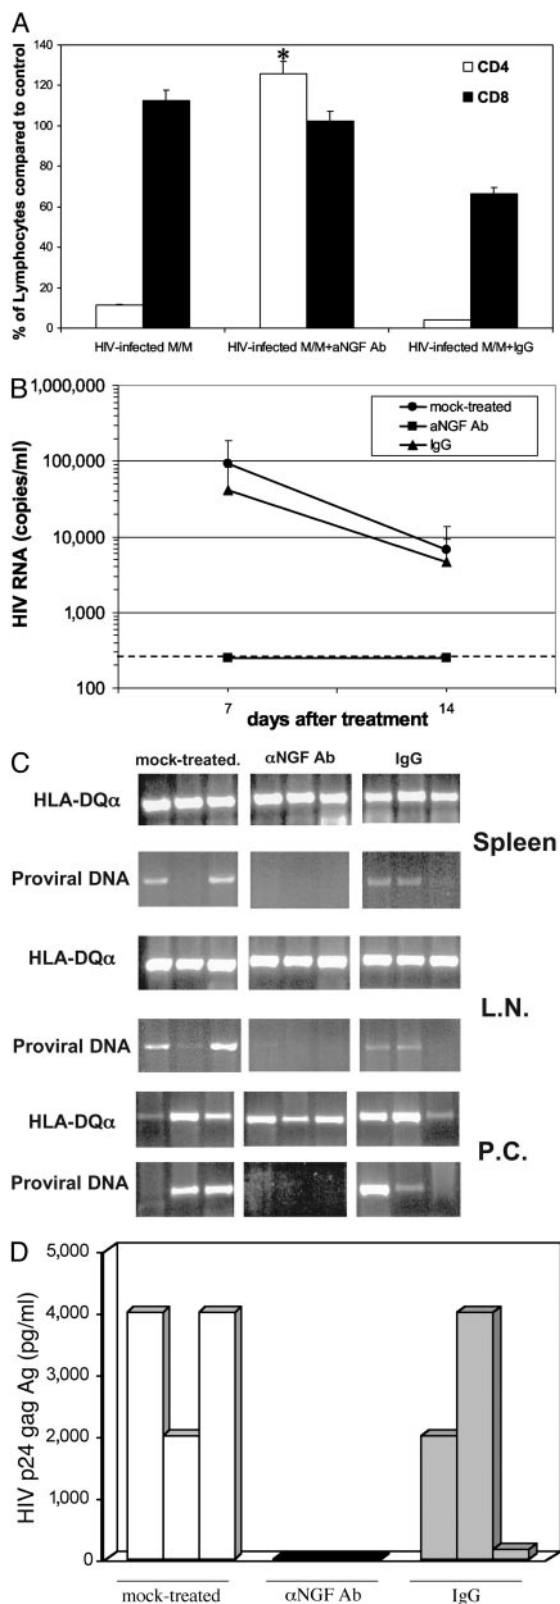 A
140
120
100
80
60
40
20
0
% of Lymphocytes compared to control
*
CD4
CD8
HIV-infected M/M
HIV-infected M/M+aNGF Ab
HIV-infected M/M+IgG
B
1,000,000
100,000
10,000
1,000
100
HIV RNA (copies/ml)
mock-treated
aNGF Ab
IgG
7
14
days after treatment
C
mock-treated.
αNGF Ab
IgG
HLA-DQα
Spleen
Proviral DNA
HLA-DQα
L.N.
Proviral DNA
HLA-DQα
P.C.
Proviral DNA
D
5,000
4,000
3,000
2,000
1,000
0
HIV p24 gag Ag (pg/ml)
mock-treated
αNGF Ab
IgG